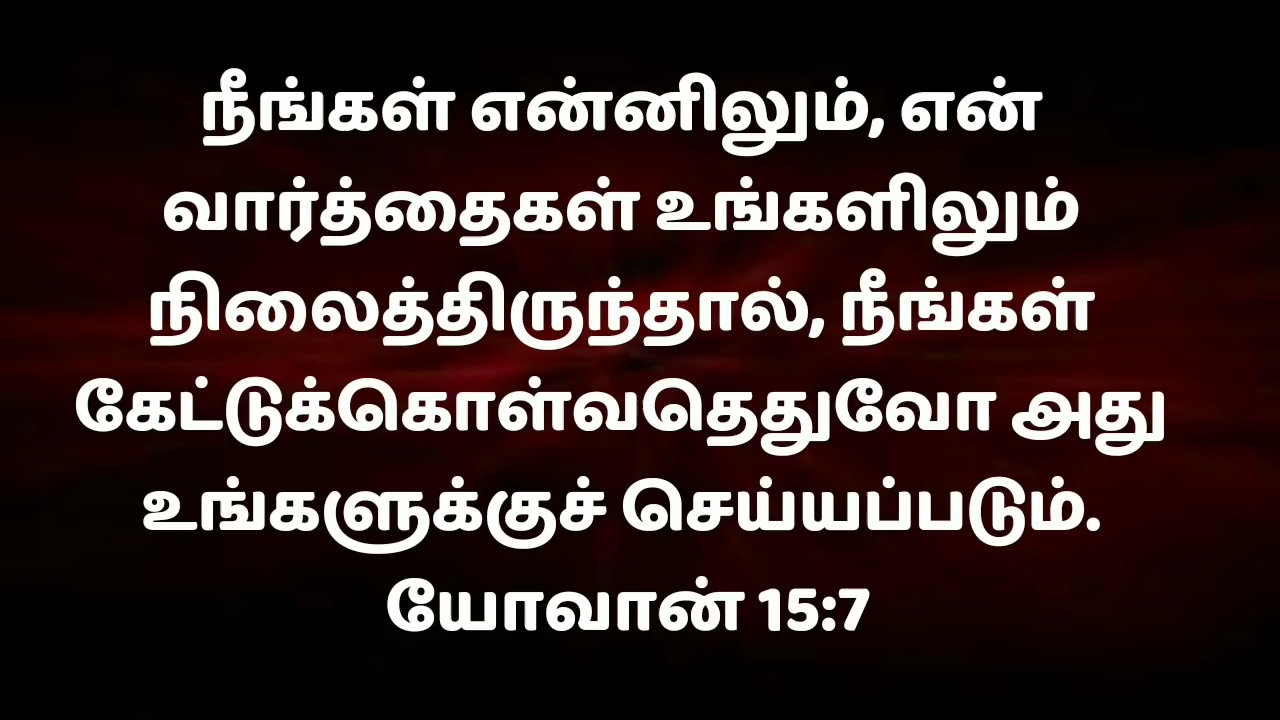 நீங்கள் என்னிலும், என்
வார்த்தைகள் உங்களிலும்
நிலைத்திருந்தால், நீங்கள்
கேட்டுக்கொள்வதெதுவோ அது
உங்களுக்குச் செய்யப்படும்.
யோவான் 15:7